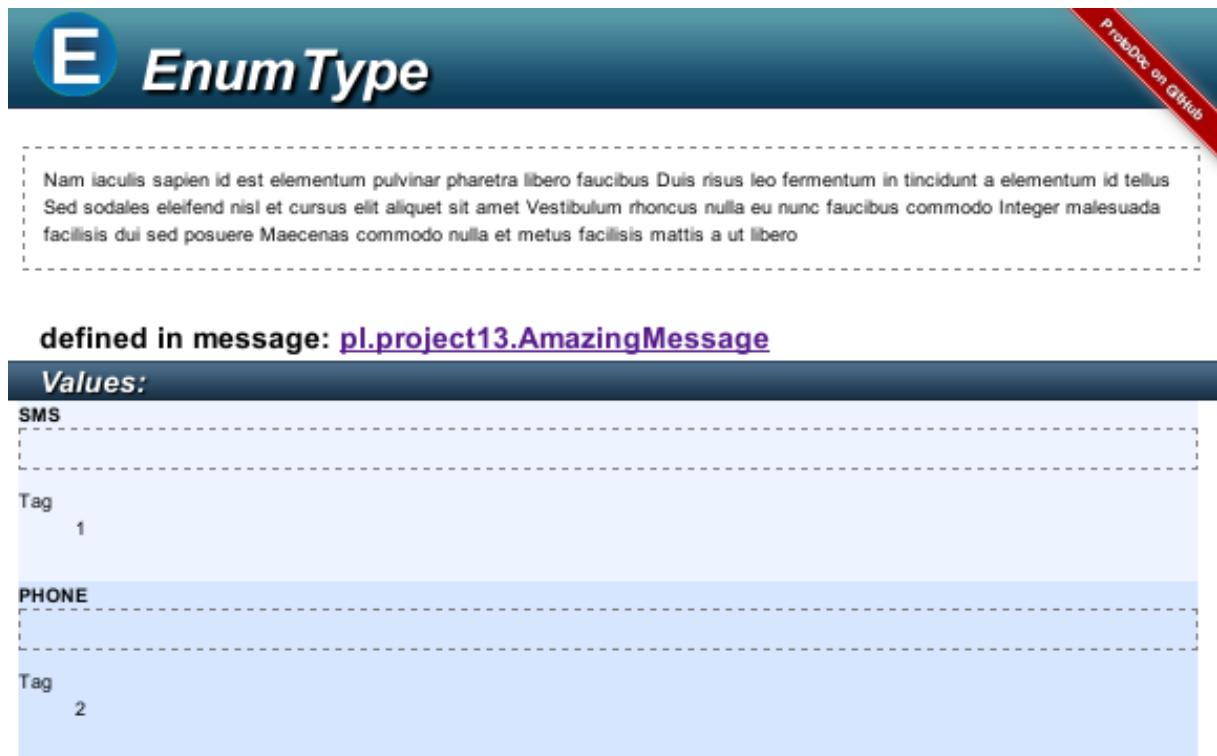 E EnumType
ProtoDoc on GitHub
Nam iaculis sapien id est elementum pulvinar pharetra libero faucibus Duis risus leo fermentum in tincidunt a elementum id tellus
Sed sodales eleifend nisl et cursus elit aliquet sit amet Vestibulum rhoncus nulla eu nunc faucibus commodo Integer malesuada
facilisis dui sed posuere Maecenas commodo nulla et metus facilisis mattis a ut libero
defined in message: pl.project13.AmazingMessage
Values:
SMS
Tag
1
PHONE
Tag
2